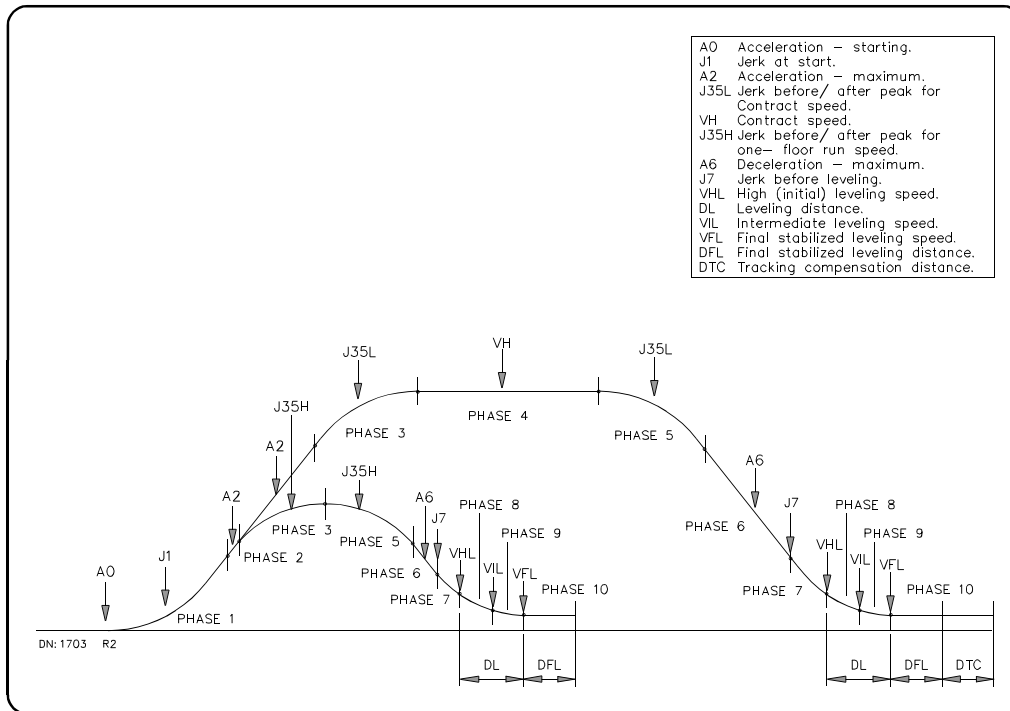 A0 Acceleration – starting.
J1 Jerk at start.
A2 Acceleration – maximum.
J35L Jerk before/ after peak for
Contract speed.
VH Contract speed.
J35H Jerk before/ after peak for
one– floor run speed.
A6 Deceleration – maximum.
J7 Jerk before leveling.
VHL High (initial) leveling speed.
DL Leveling distance.
VIL Intermediate leveling speed.
VFL Final stabilized leveling speed.
DFL Final stabilized leveling distance.
DTC Tracking compensation distance.
VH
J35L
J35L
J35H
PHASE 4
PHASE 3
PHASE 5
A2
J35H
A6
A2
A6
PHASE 8
PHASE 8
J7
J7
PHASE 3
PHASE 6
PHASE 5
PHASE 9
PHASE 9
J1
PHASE 2
VHL
VHL
A0
PHASE 6
VIL
VIL
VFL
VFL
PHASE 7
PHASE 10
PHASE 7
PHASE 10
PHASE 1
DN: 1703 R2
DL
DFL
DL
DFL
DTC